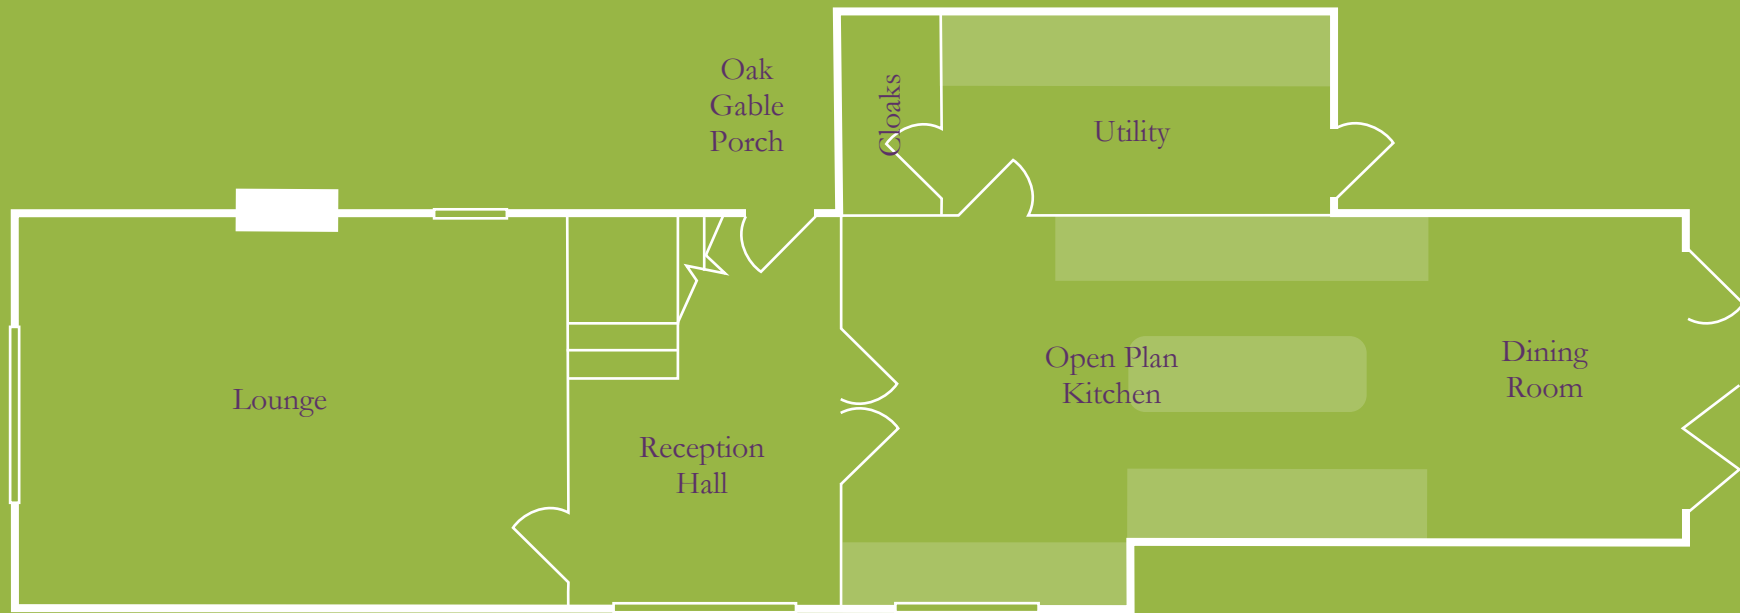 Oak
Gable
Porch
Cloaks
Utility
Lounge
Reception
Hall
Open Plan
Kitchen
Dining
Room